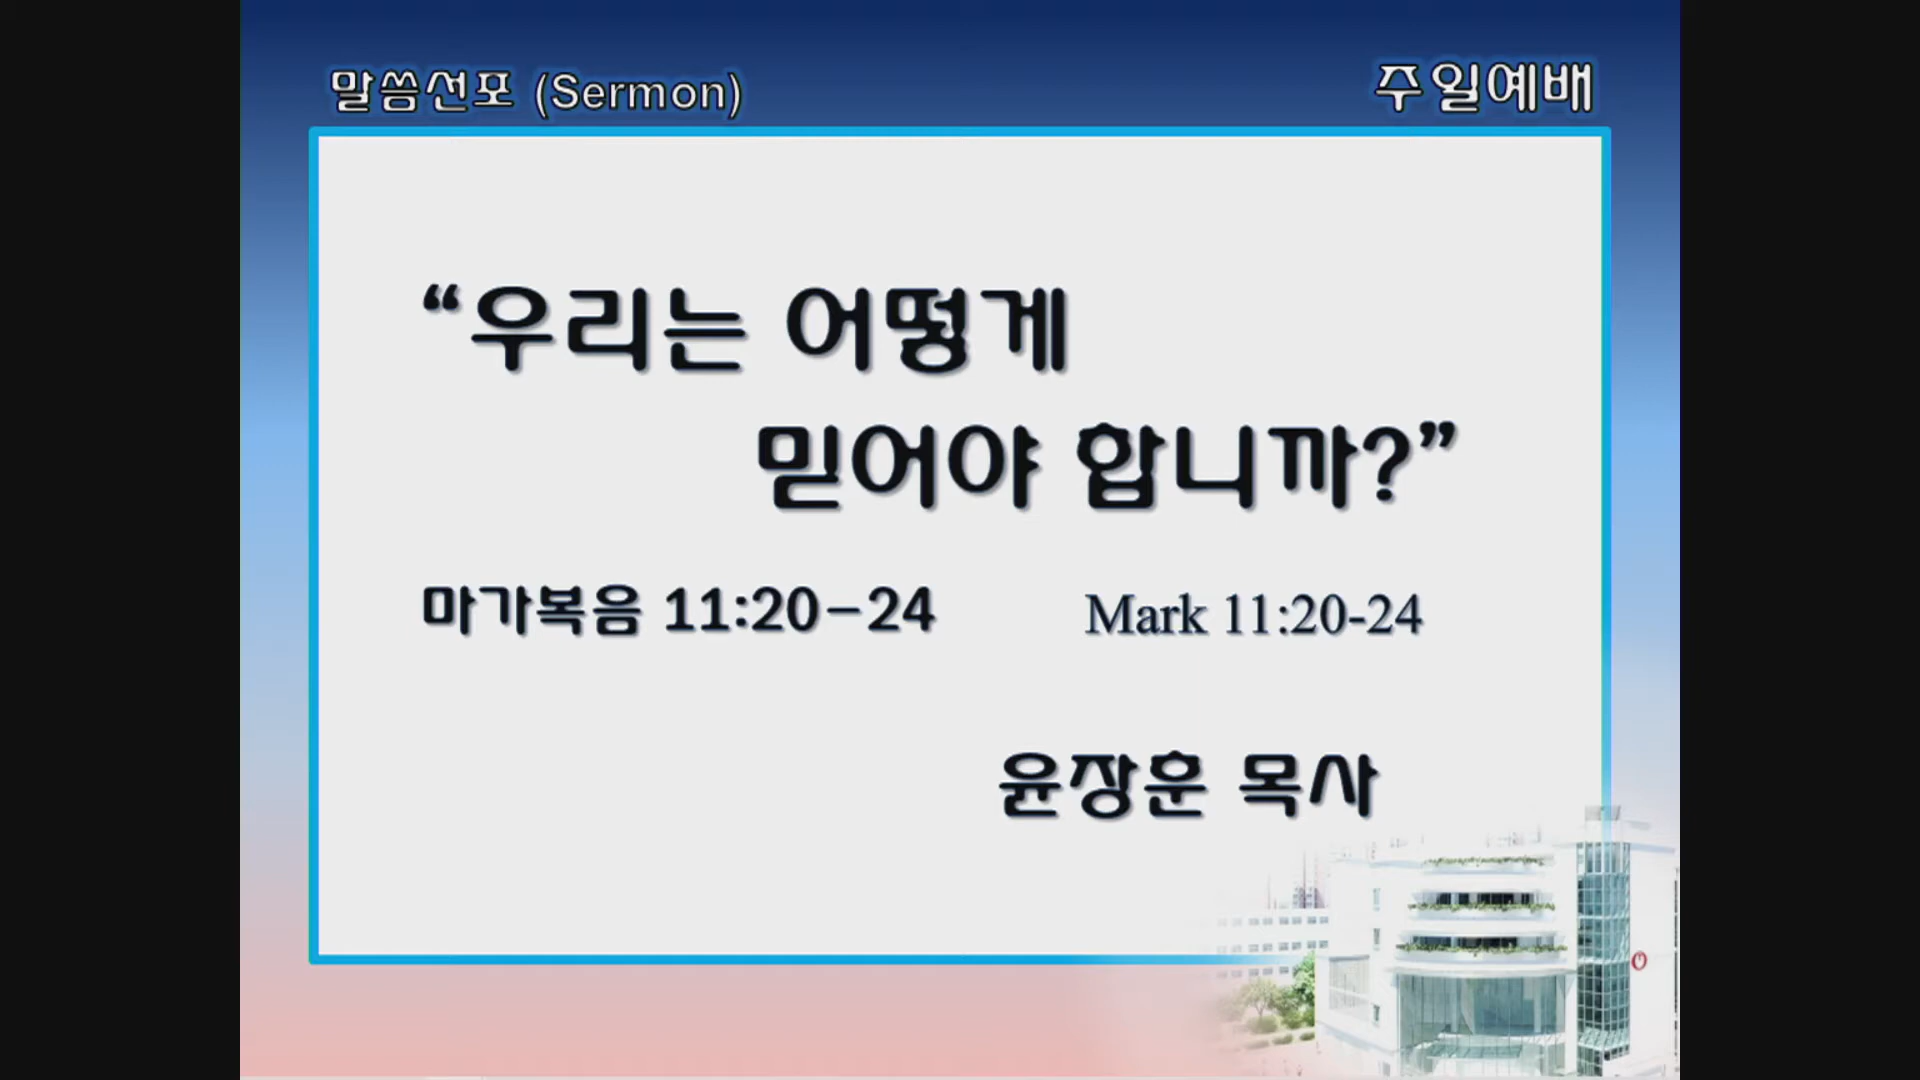 말씀선포 (Sermon) 주일예배
“우리는 어떻게
믿어야 합니까?”
마가복음 11:20-24 Mark 11:20-24
윤장훈 목사